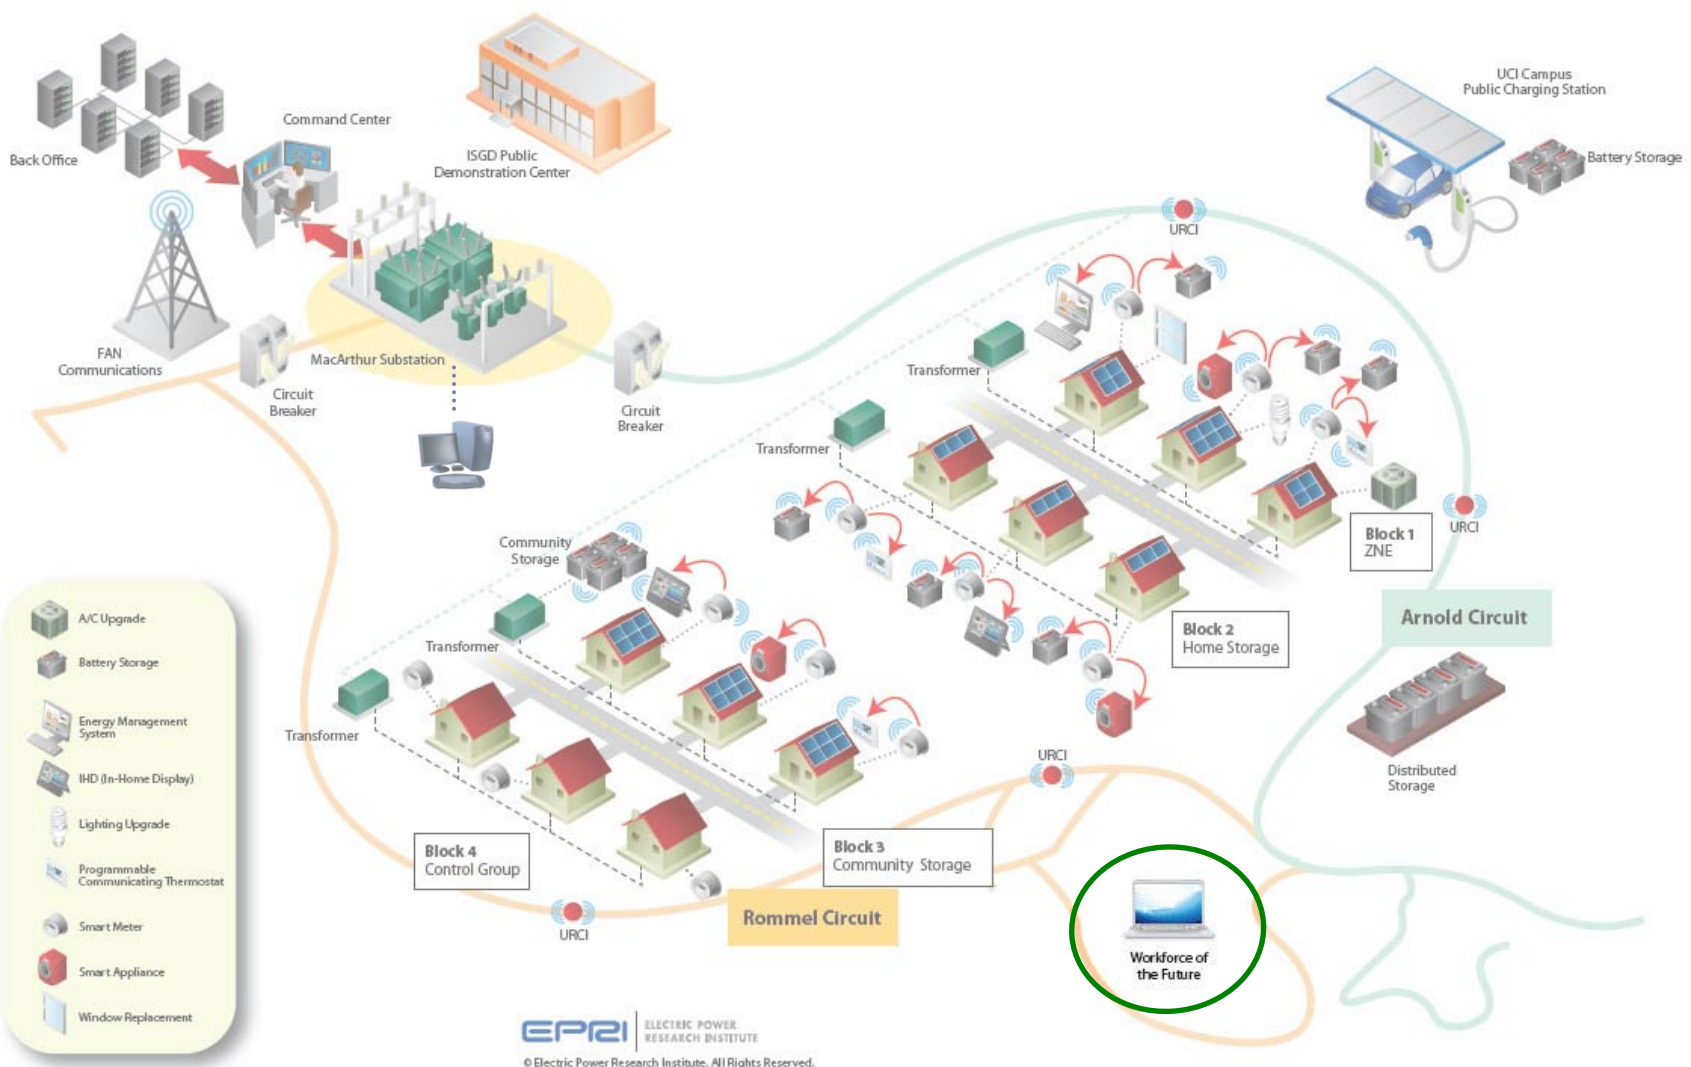 Back Office
Command Center
ISGD Public
Demonstration Center
UCI Campus
Public Charging Station
Battery Storage
FAN
Communications
Circuit
Breaker
MacArthur Substation
Circuit
Breaker
URCI
Transformer
Transformer
URCI
Block 1
ZNE
Community
Storage
Block 2
Home Storage
Arnold Circuit
Transformer
Transformer
Distributed
Storage
URCI
Block 4
Control Group
Block 3
Community Storage
Rommel Circuit
URCI
Workforce of
the Future
A/C Upgrade
Battery Storage
Energy Management
System
IHD (In-Home Display)
Lighting Upgrade
Programmable
Communicating Thermostat
Smart Meter
Smart Appliance
Window Replacement
EPRI
ELECTRIC POWER
RESEARCH INSTITUTE
© Electric Power Research Institute. All Rights Reserved.